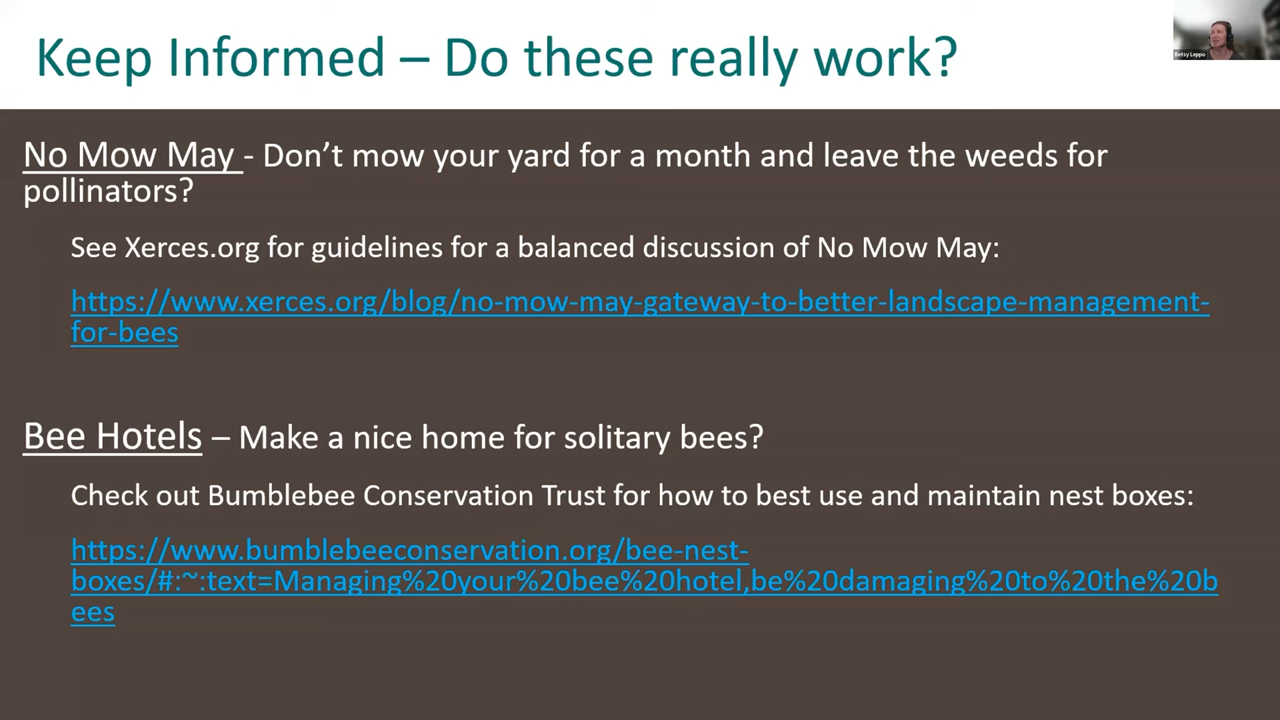 Keep Informed – Do these really work?
Betsy Leppo
No Mow May - Don’t mow your yard for a month and leave the weeds for
pollinators?
See Xerces.org for guidelines for a balanced discussion of No Mow May:
https://www.xerces.org/blog/no-mow-may-gateway-to-better-landscape-management-
for-bees
Bee Hotels – Make a nice home for solitary bees?
Check out Bumblebee Conservation Trust for how to best use and maintain nest boxes:
https://www.bumblebeeconservation.org/bee-nest-
boxes/#:~:text=Managing%20your%20bee%20hotel,be%20damaging%20to%20the%20b
ees